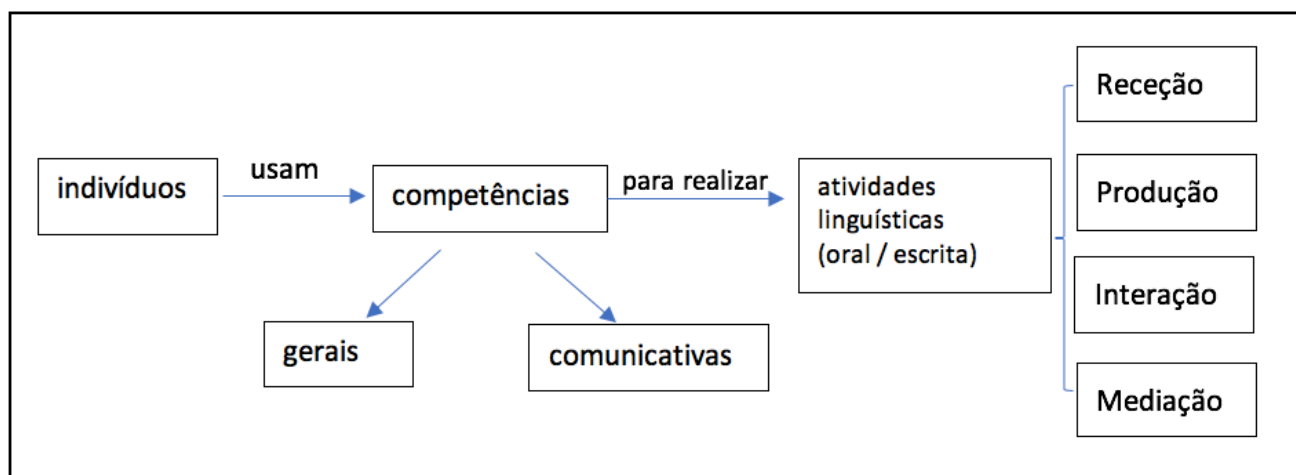 indivíduos
usam
competências
para realizar
atividades
linguísticas
(oral / escrita)
gerais
comunicativas
Receção
Produção
Interação
Mediação